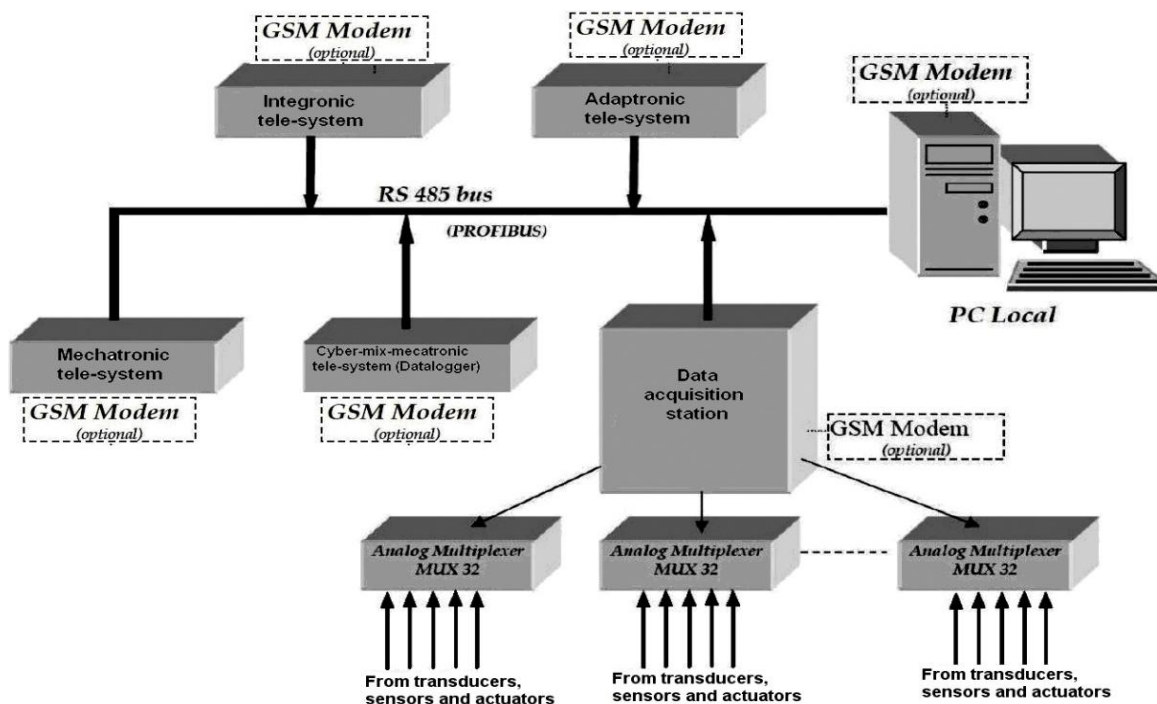 GSM Modem
(optional)
GSM Modem
(optional)
GSM Modem
(optional)
Integronic
tele-system
Adaptronic
tele-system
RS 485 bus
(PROFIBUS)
PC Local
Mechatronic
tele-system
GSM Modem
(optional)
Cyber-mix-mecatronic
tele-system (Datalogger)
GSM Modem
(optional)
Data
acquisition
station
GSM Modem
(optional)
Analog Multiplexer
MUX 32
Analog Multiplexer
MUX 32
Analog Multiplexer
MUX 32
From transducers,
sensors and actuators
From transducers,
sensors and actuators
From transducers,
sensors and actuators